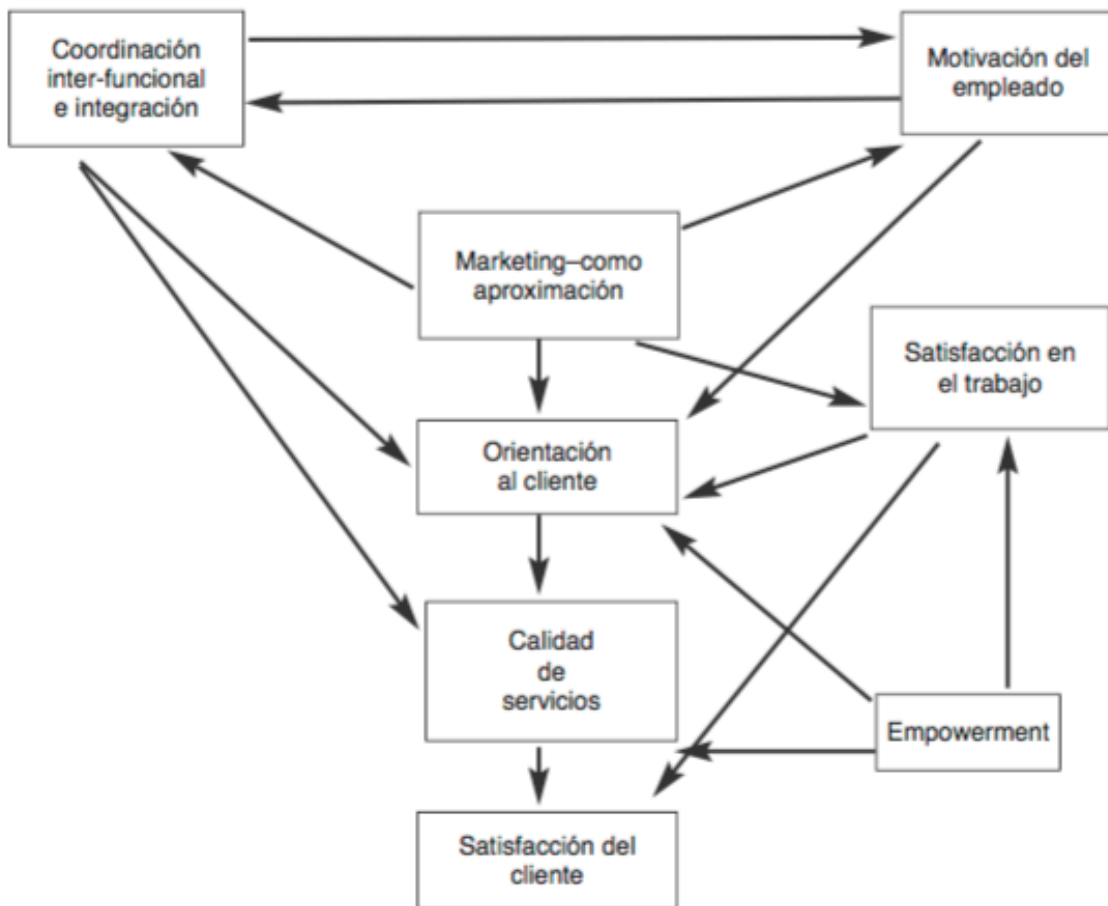 Coordinación
inter-funcional
e integración
Motivación del
empleado
Marketing–como
aproximación
Satisfacción en
el trabajo
Orientación
al cliente
Calidad
de
servicios
Empowerment
Satisfacción del
cliente